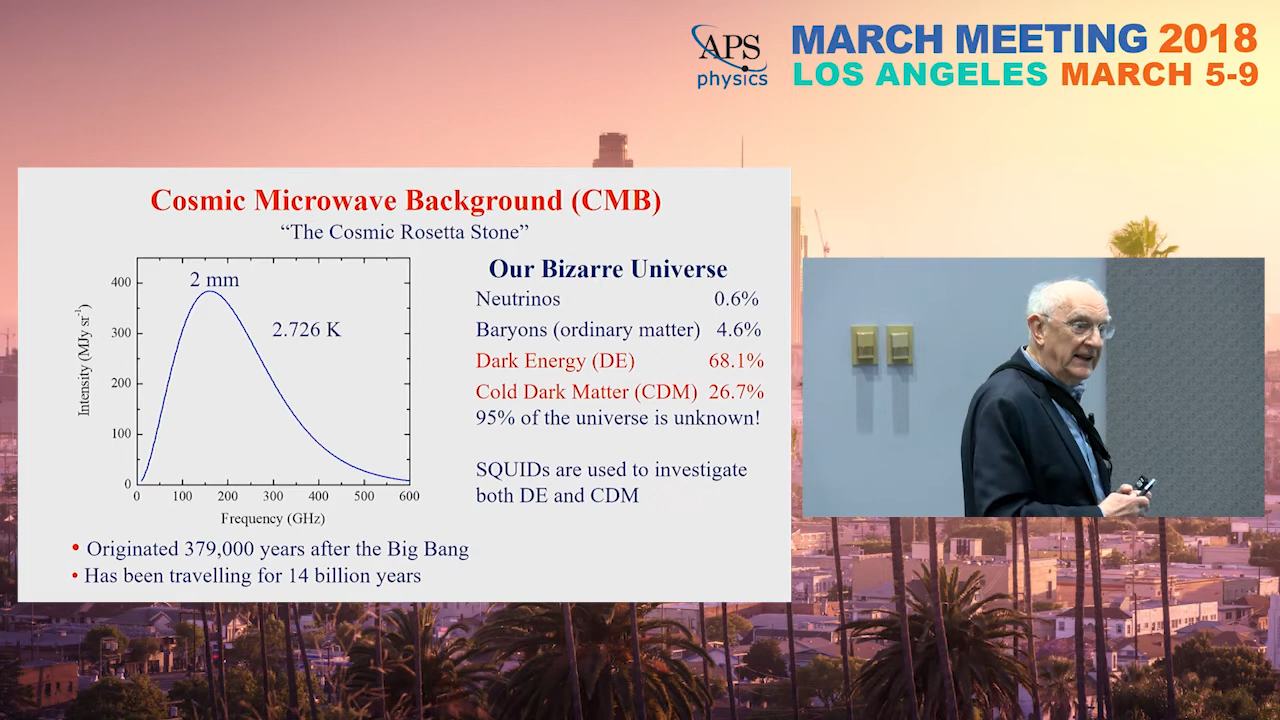 APS
physics
MARCH MEETING 2018
LOS ANGELES MARCH 5-9
Cosmic Microwave Background (CMB)
“The Cosmic Rosetta Stone”
2 mm
2.726 K
Intensity (MJy sr⁻¹)
400
300
200
100
0
0 100 200 300 400 500 600
Frequency (GHz)
Our Bizarre Universe
Neutrinos 0.6%
Baryons (ordinary matter) 4.6%
Dark Energy (DE) 68.1%
Cold Dark Matter (CDM) 26.7%
95% of the universe is unknown!
SQUIDs are used to investigate
both DE and CDM
• Originated 379,000 years after the Big Bang
• Has been travelling for 14 billion years